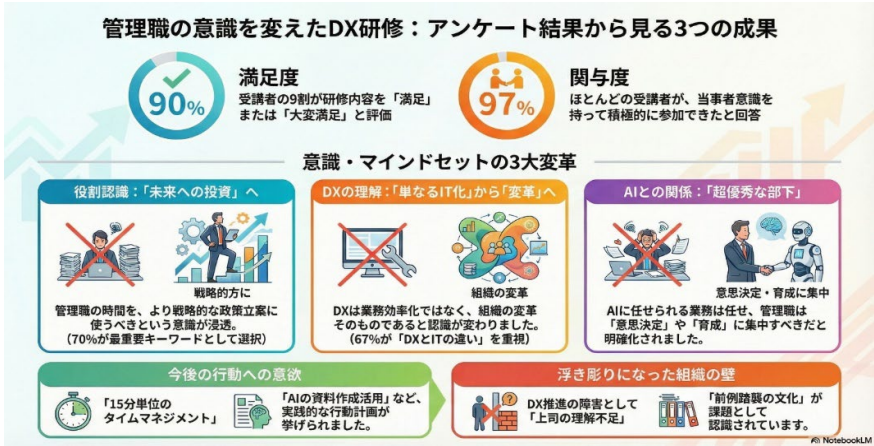 管理職の意識を変えたDX研修：アンケート結果から見る3つの成果
90%
満足度
受講者の9割が研修内容を「満足」
または「大変満足」と評価
97%
関与度
ほとんどの受講者が、当事者意識を
持って積極的に参加できたと回答
意識・マインドセットの3大変革
役割認識：「未来への投資」へ
戦略的方に
管理職の時間を、より戦略的な政策立案に
使うべきという意識が浸透。
（70%が最重要キーワードとして選択）
DXの理解：「単なるIT化」から「変革」へ
組織の変革
DXは業務効率化ではなく、組織の変革
そのものであると認識が変わりました。
（67%が「DXとITの違い」を重視）
AIとの関係：「超優秀な部下」
意思決定・育成に集中
AIに任せられる業務は任せ、管理職は
「意思決定」や「育成」に集中すべきだと
明確化されました。
今後の行動への意欲
「15分単位の
タイムマネジメント」
「AIの資料作成活用」など、
実践的な行動計画が
挙げられました。
浮き彫りになった組織の壁
DX推進の障害として
「上司の理解不足」
「前例踏襲の文化」が
課題として
認識されています。
NotebookLM